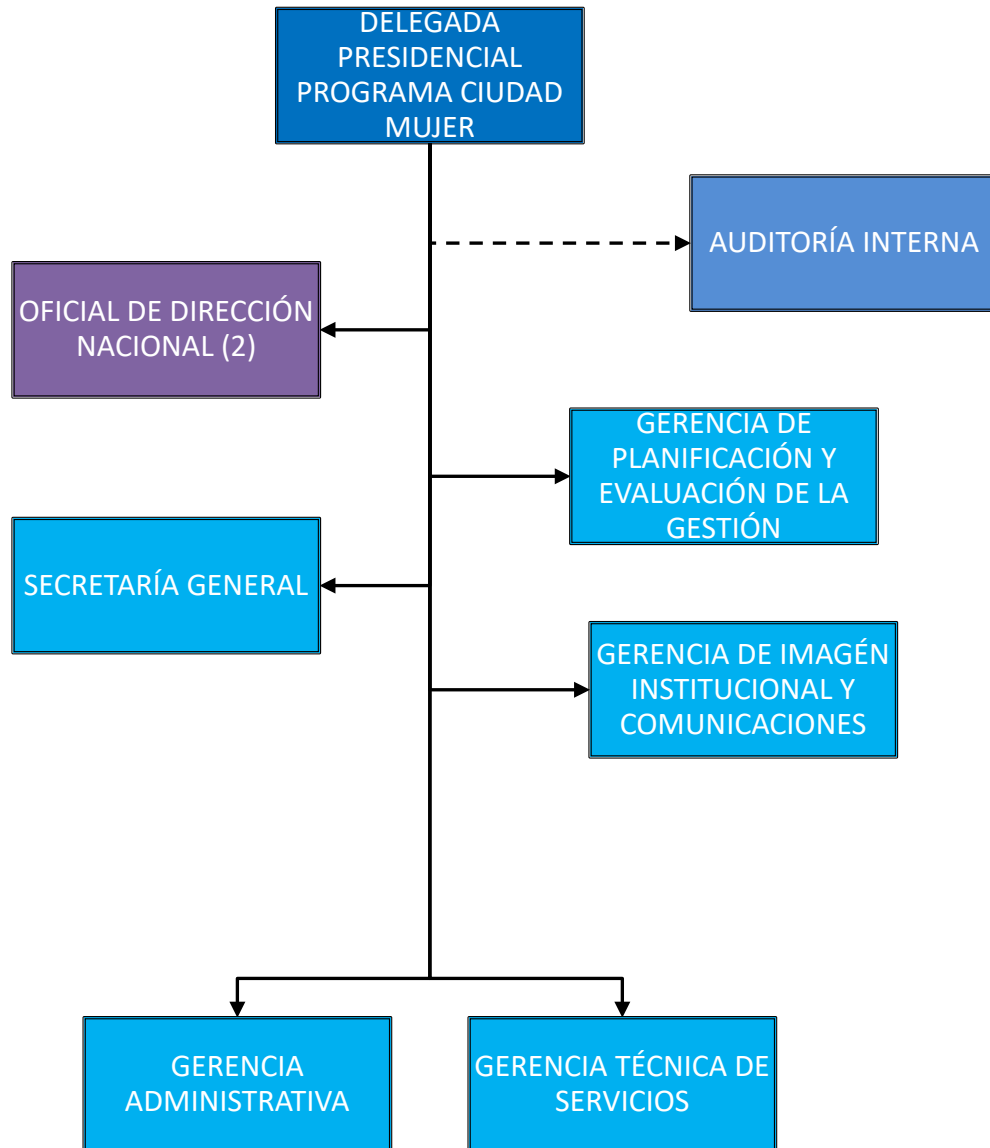 DELEGADA
PRESIDENCIAL
PROGRAMA CIUDAD
MUJER
AUDITORÍA INTERNA
OFICIAL DE DIRECCIÓN
NACIONAL (2)
GERENCIA DE
PLANIFICACIÓN Y
EVALUACIÓN DE LA
GESTIÓN
SECRETARÍA GENERAL
GERENCIA DE IMAGÉN
INSTITUCIONAL Y
COMUNICACIONES
GERENCIA
ADMINISTRATIVA
GERENCIA TÉCNICA DE
SERVICIOS